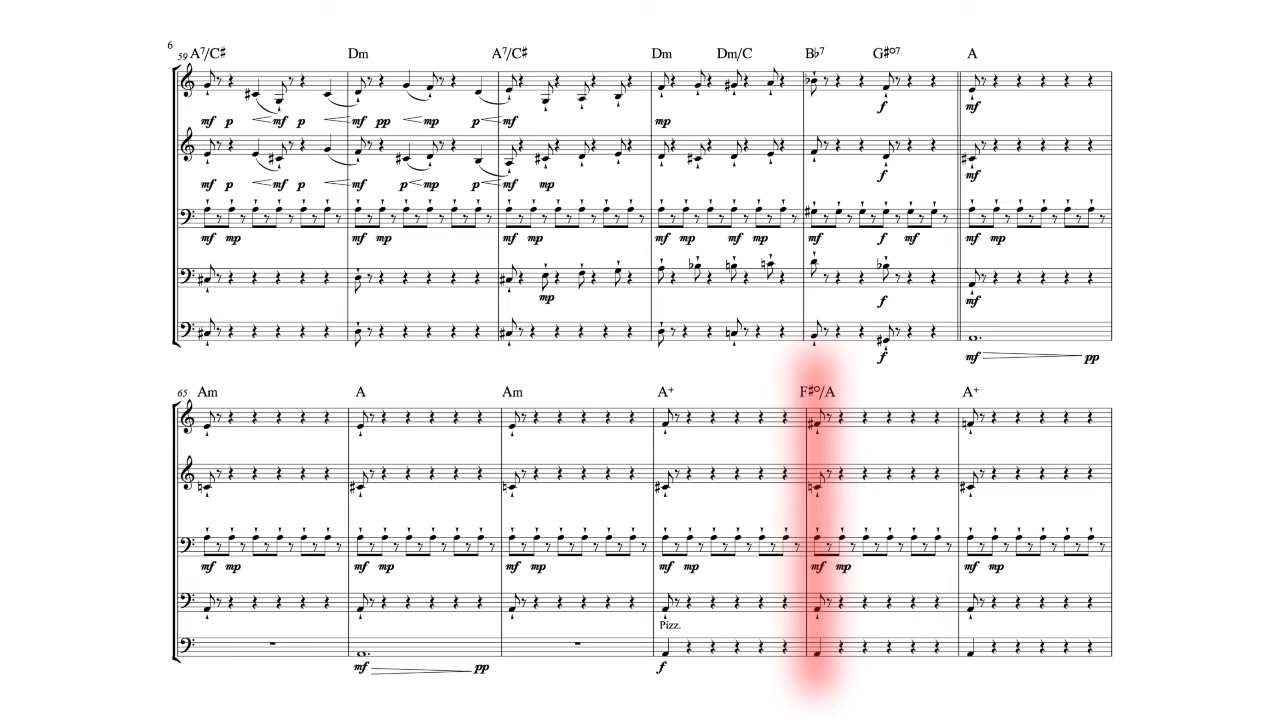 6
59 A7/C♯ Dm A7/C♯ Dm Dm/C B♭7 G♯o7 A
f
mf p mf p mf pp mp p mf mp mf
f
mf p mf p mf p mp p mf mp mf
mf mp mf mp mf mp mf mp mf mp mf f mf mf mp
mp f mf
f mf pp
65 Am A Am A+ F♯o/A A+
mf mp mf mp mf mp mf mp mf mp mf mp
Pizz.
mf pp f